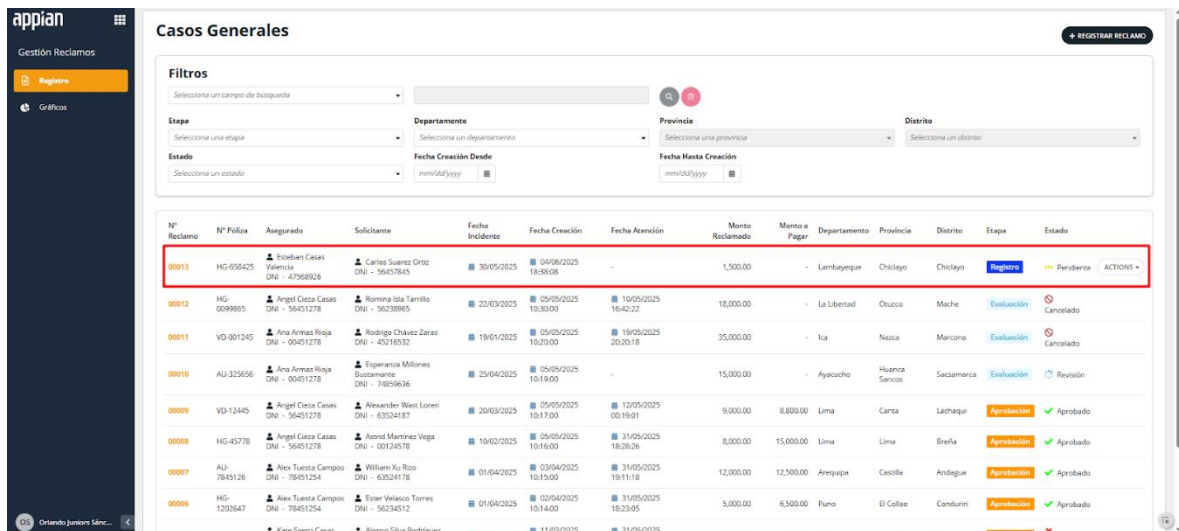 appian
Casos Generales
+ REGISTRAR RECLAMO
Gestión Reclamos
Registro
Gráficos
Filtros
Selecciona un campo de búsqueda
Etapa Departamento Provincia Distrito
Selecciona una etapa Selecciona un departamento Selecciona una provincia Selecciona un distrito
Estado Fecha Creación Desde Fecha Hasta Creación
Selecciona un estado mm/dd/yyyy mm/dd/yyyy
N° Reclamo N° Póliza Asegurado Solicitante Fecha Incidente Fecha Creación Fecha Atención Monto Reclamado Monto a Pagar Departamento Provincia Distrito Etapa Estado
00013 HG-658425 Esteban Casas Valencia DNI - 47568926 Carlos Suarez Ortiz DNI - 56457845 30/05/2025 04/06/2025 18:38:08 - 1,500.00 - Lambayeque Chiclayo Chiclayo Registro Pendiente ACTIONS
00012 HG-0099865 Angel Cieza Casas DNI - 56451278 Romina Isla Tarrillo DNI - 56238965 22/03/2025 05/05/2025 10:30:00 10/05/2025 16:42:22 18,000.00 - La Libertad Otuzco Mache Evaluación Cancelado
00011 VD-001245 Ana Armas Rioja DNI - 00451278 Rodrigo Chávez Zaras DNI - 45216532 19/01/2025 05/05/2025 10:20:00 19/05/2025 20:20:18 35,000.00 - Ica Nazca Marcona Evaluación Cancelado
00010 AU-325656 Ana Armas Rioja DNI - 00451278 Esperanza Millones Bustamante DNI - 74859636 25/04/2025 05/05/2025 10:19:00 - 15,000.00 - Ayacucho Huanca Sancos Sacsamarca Evaluación Revisión
00009 VD-12445 Angel Cieza Casas DNI - 56451278 Alexander Wast Loren DNI - 63524187 20/03/2025 05/05/2025 10:17:00 12/05/2025 00:19:01 9,000.00 8,800.00 Lima Canta Lachaqui Aprobación Aprobado
00008 HG-45778 Angel Cieza Casas DNI - 56451278 Astrid Martinez Vega DNI - 00124578 10/02/2025 05/05/2025 10:16:00 31/05/2025 18:28:26 8,000.00 15,000.00 Lima Lima Breña Aprobación Aprobado
00007 AU-7845126 Alex Tuesta Campos DNI - 78451254 William Xu Rizo DNI - 63524178 01/04/2025 03/04/2025 10:15:00 31/05/2025 19:11:18 12,000.00 12,500.00 Arequipa Castilla Andagua Aprobación Aprobado
00006 HG-1202647 Alex Tuesta Campos DNI - 78451254 Ester Velasco Torres DNI - 56234512 01/04/2025 02/04/2025 10:14:00 31/05/2025 18:23:05 5,000.00 6,500.00 Puno El Collao Conduriri Aprobación Aprobado
OS Orlando Juniors Sánc...